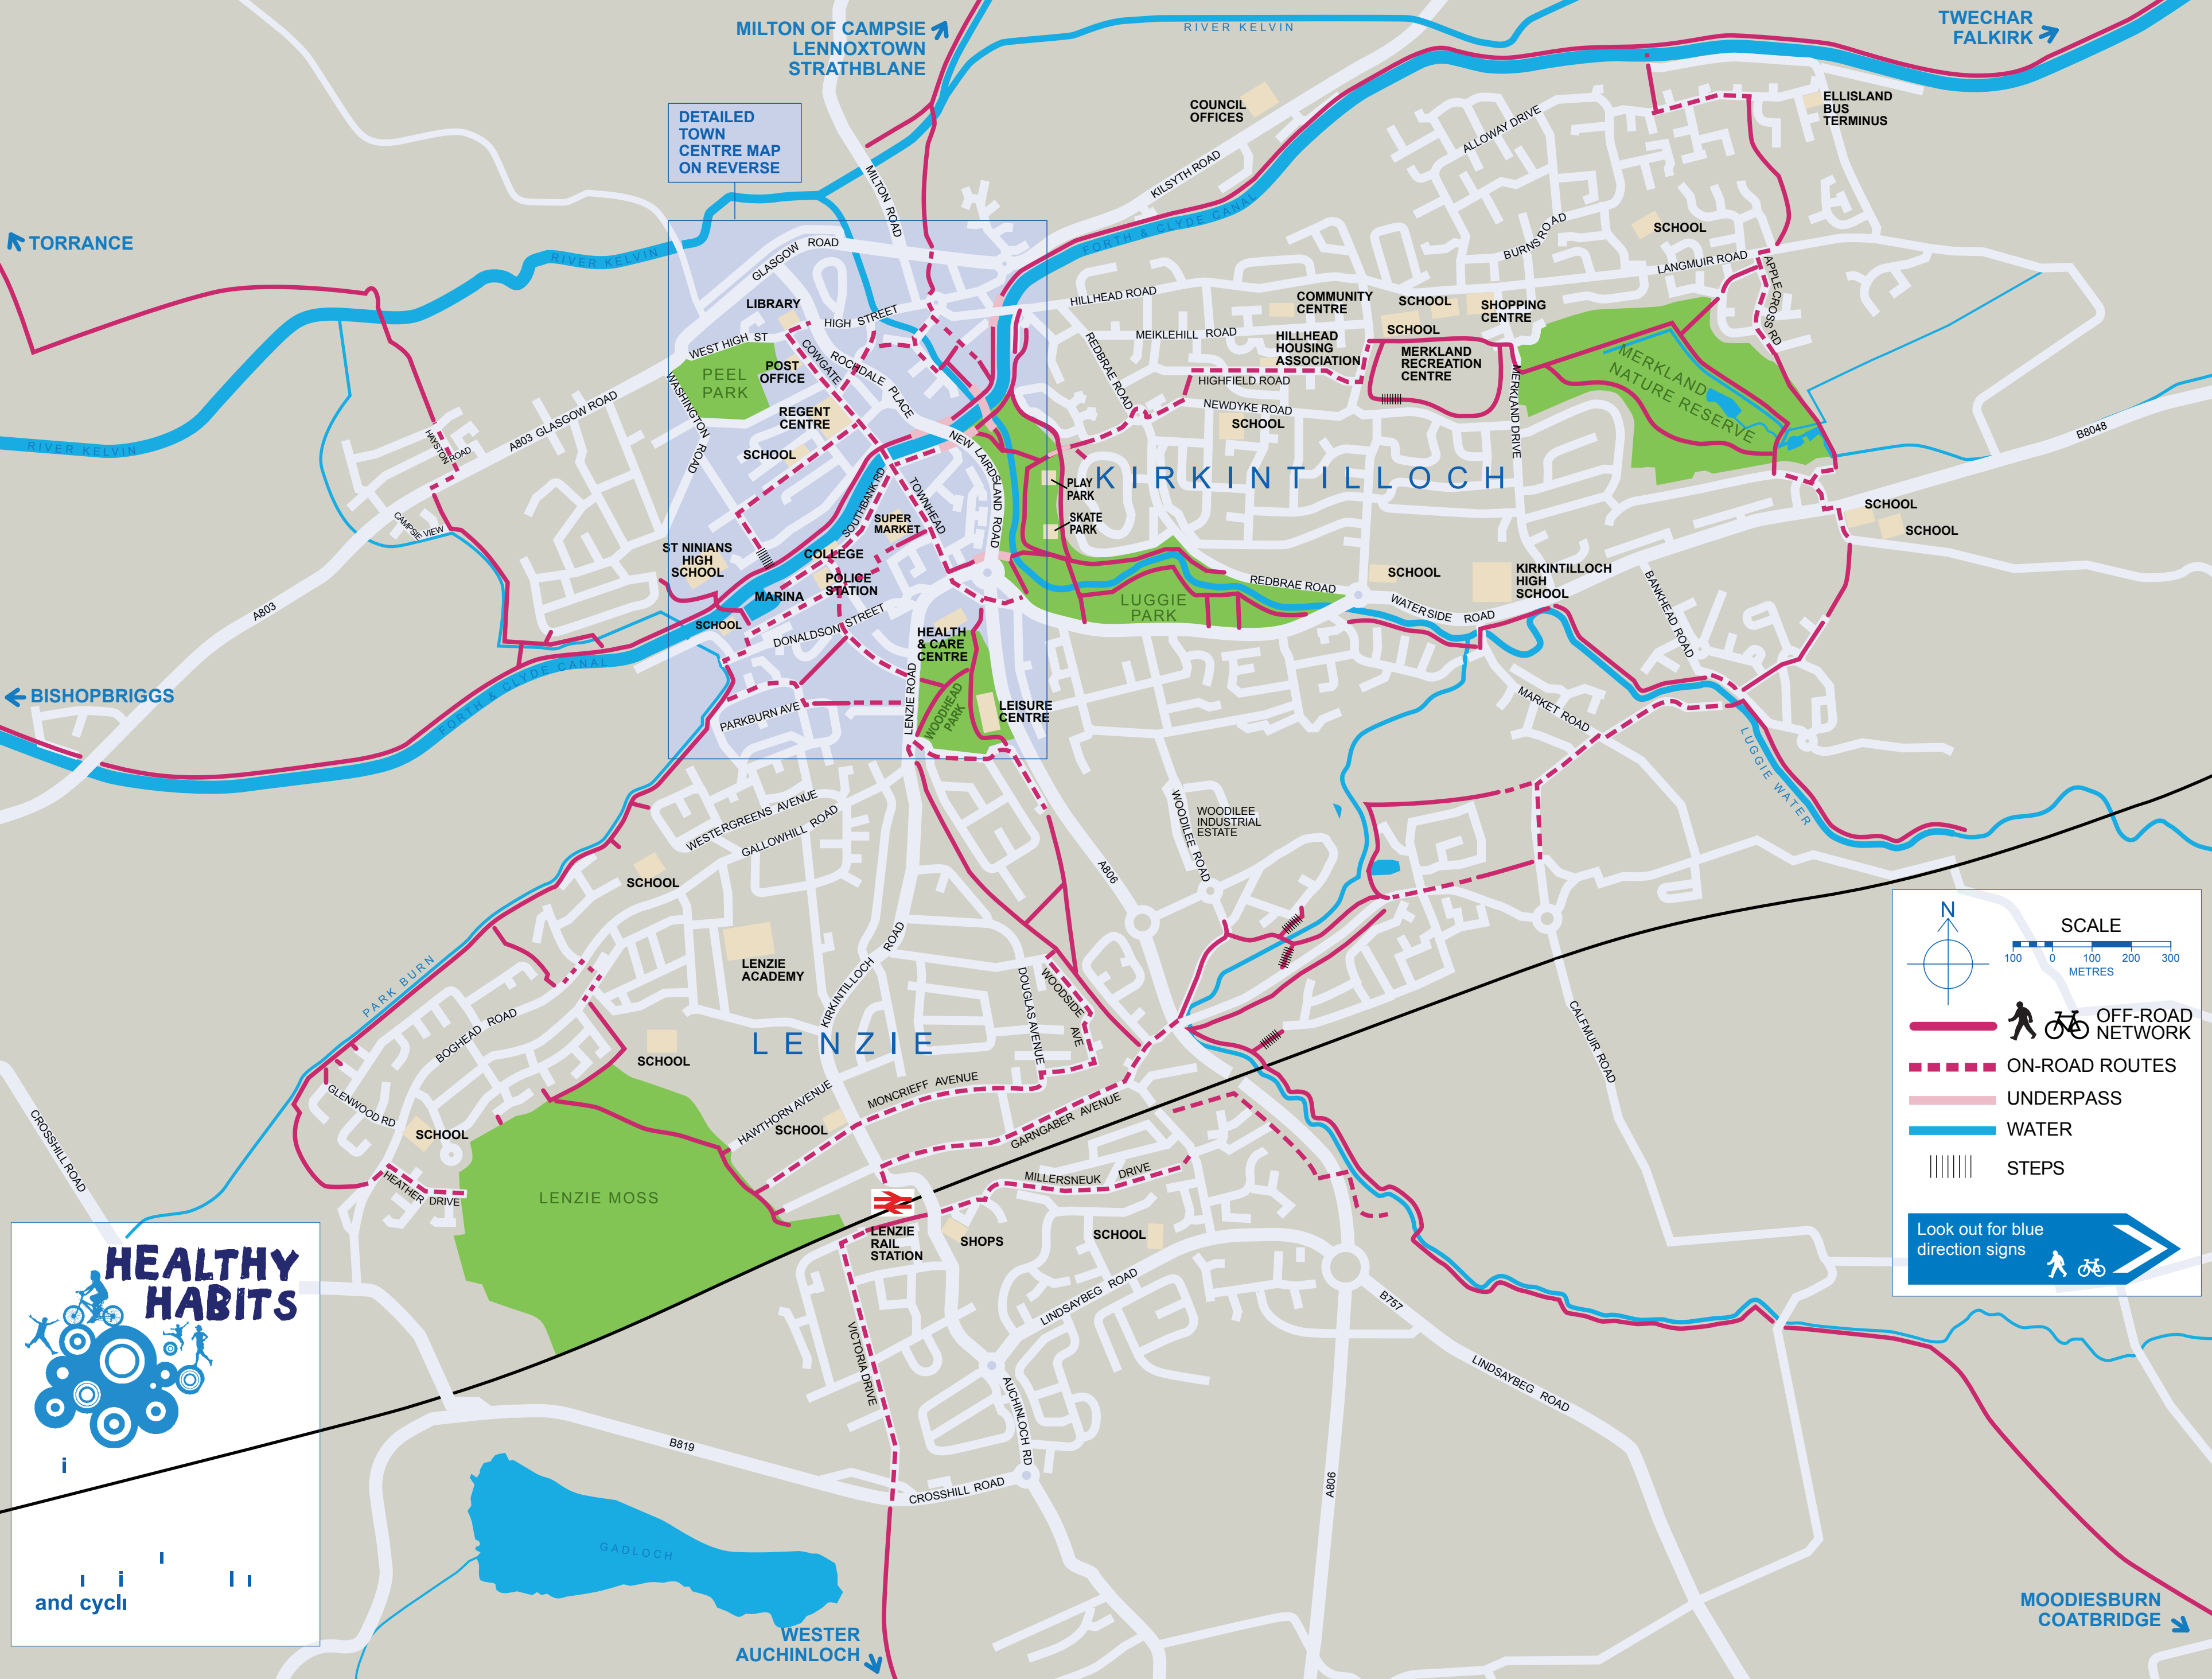 MILTON OF CAMPSIE
LENNOXTOWN
STRATHBLANE
RIVER KELVIN
TWECHAR
FALKIRK
DETAILED
TOWN
CENTRE MAP
ON REVERSE
COUNCIL
OFFICES
ELLISLAND
BUS
TERMINUS
ALLOWAY DRIVE
KILSYTH ROAD
MILTON ROAD
FORTH & CLYDE CANAL
TORRANCE
RIVER KELVIN
GLASGOW ROAD
BURNS ROAD
SCHOOL
LANGMUIR ROAD
APPLECROSS RD
LIBRARY
HIGH STREET
HILLHEAD ROAD
COMMUNITY
CENTRE
SCHOOL
SHOPPING
CENTRE
WEST HIGH ST
COWGATE
ROCHDALE PLACE
MEIKLEHILL ROAD
HILLHEAD
HOUSING
ASSOCIATION
SCHOOL
MERKLAND
RECREATION
CENTRE
MERKLAND
NATURE RESERVE
PEEL
PARK
POST
OFFICE
WASHINGTON ROAD
REDBRAE ROAD
HIGHFIELD ROAD
MERKLAND DRIVE
REGENT
CENTRE
NEWDYKE ROAD
SCHOOL
RIVER KELVIN
HAYSTON ROAD
A803 GLASGOW ROAD
SCHOOL
NEW LAIRDSLAND ROAD
B8048
KIRKINTILLOCH
SOUTHBANK RD
TOWNHEAD
PLAY
PARK
SKATE
PARK
SCHOOL
SCHOOL
CAMPSIE VIEW
SUPER
MARKET
ST NINIANS
HIGH
SCHOOL
COLLEGE
POLICE
STATION
MARINA
SCHOOL
DONALDSON STREET
REDBRAE ROAD
SCHOOL
KIRKINTILLOCH
HIGH
SCHOOL
WATERSIDE ROAD
BANKHEAD ROAD
LUGGIE
PARK
A803
HEALTH
& CARE
CENTRE
FORTH & CLYDE CANAL
BISHOPBRIGGS
LENZIE ROAD
WOODHEAD
PARK
LEISURE
CENTRE
PARKBURN AVE
MARKET ROAD
LUGGIE WATER
WESTERGREENS AVENUE
GALLOWHILL ROAD
WOODILEE ROAD
WOODILEE
INDUSTRIAL
ESTATE
A806
SCHOOL
PARK BURN
LENZIE
ACADEMY
KIRKINTILLOCH ROAD
DOUGLAS AVENUE
WOODSIDE AVE
BOGHEAD ROAD
LENZIE
SCHOOL
CALFMUIR ROAD
N
SCALE
100 0 100 200 300
METRES
OFF-ROAD
NETWORK
ON-ROAD ROUTES
UNDERPASS
WATER
STEPS
Look out for blue
direction signs
GLENWOOD RD
SCHOOL
CROSSHILL ROAD
HAWTHORN AVENUE
MONCRIEFF AVENUE
SCHOOL
GARNGABER AVENUE
HEATHER DRIVE
LENZIE MOSS
MILLERSNEUK DRIVE
LENZIE
RAIL
STATION
SHOPS
SCHOOL
LINDSAYBEG ROAD
B757
VICTORIA DRIVE
AUCHINLOCH RD
LINDSAYBEG ROAD
HEALTHY
HABITS
B819
CROSSHILL ROAD
A806
GADLOCH
and cycl
WESTER
AUCHINLOCH
MOODIESBURN
COATBRIDGE